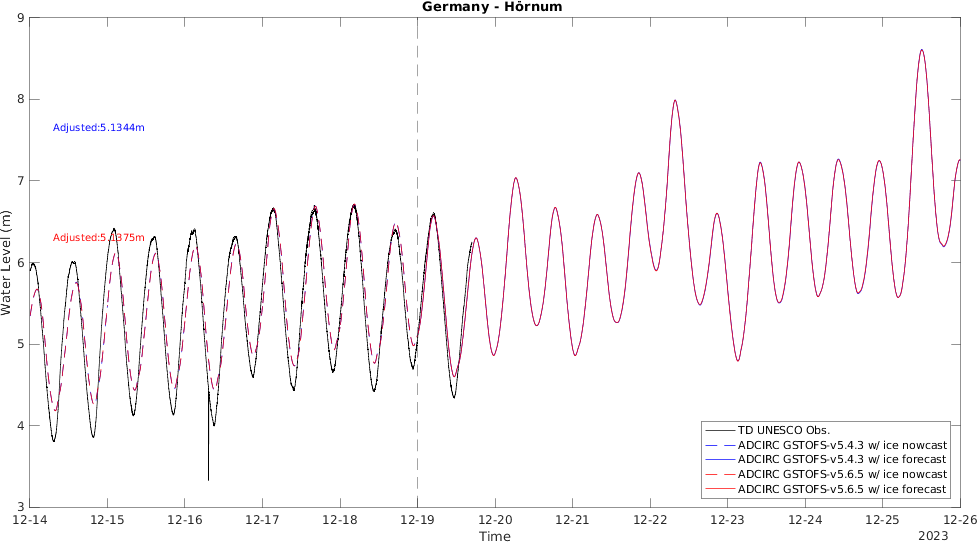 Germany - Hörnum
9
8
7
6
5
4
3
Water Level (m)
Adjusted:5.1344m
Adjusted:5.1375m
TD UNESCO Obs.
ADCIRC GSTOFS-v5.4.3 w/ ice nowcast
ADCIRC GSTOFS-v5.4.3 w/ ice forecast
ADCIRC GSTOFS-v5.6.5 w/ ice nowcast
ADCIRC GSTOFS-v5.6.5 w/ ice forecast
12-14 12-15 12-16 12-17 12-18 12-19 12-20 12-21 12-22 12-23 12-24 12-25 12-26
Time
2023